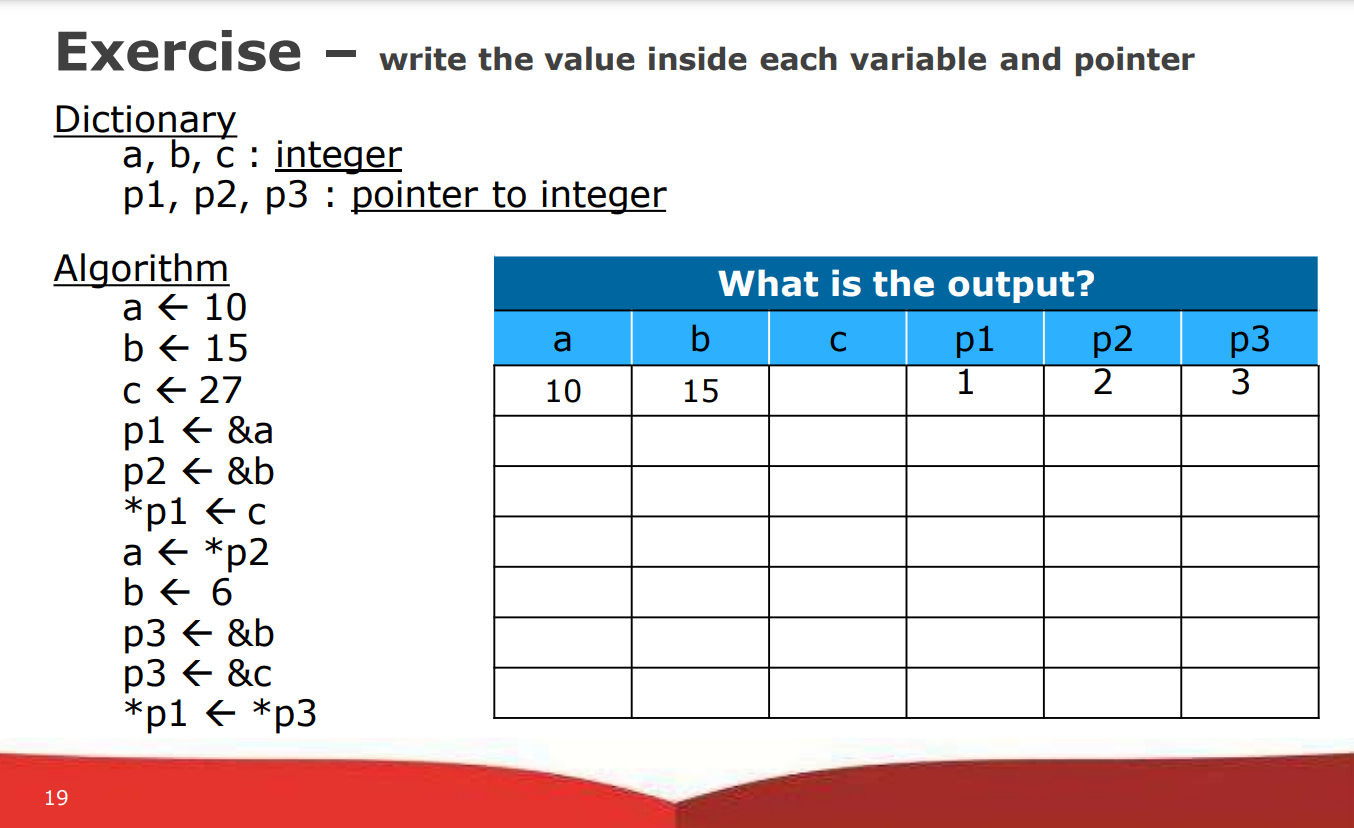 Exercise – write the value inside each variable and pointer
Dictionary
a, b, c : integer
p1, p2, p3 : pointer to integer
Algorithm
a ← 10
b ← 15
c ← 27
p1 ← &a
p2 ← &b
*p1 ← c
a ← *p2
b ← 6
p3 ← &b
p3 ← &c
*p1 ← *p3
What is the output?
a b c p1 p2 p3
10 15 1 2 3
19